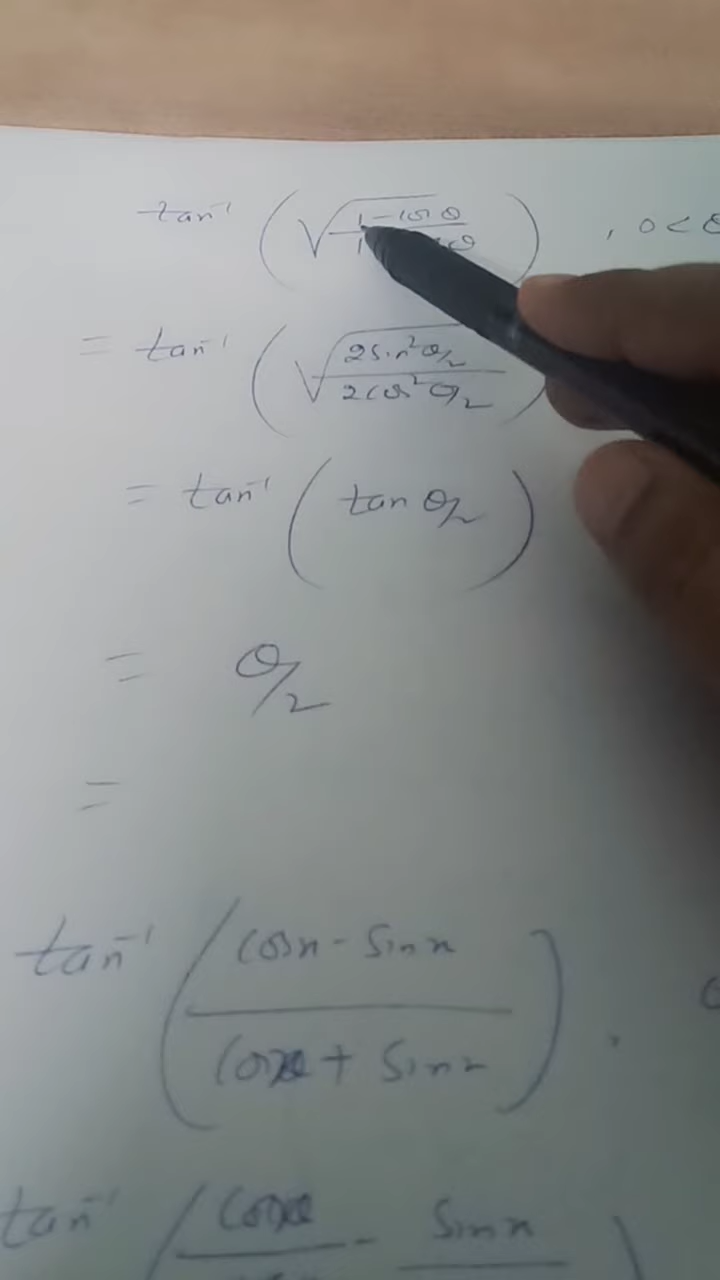 tan⁻¹ (√(1-cosθ / 1 θ)) , 0<θ
= tan⁻¹ (√(2sin²θ/2 / 2cos²θ/2))
= tan⁻¹ (tan θ/2)
= θ/2
=
tan⁻¹ (cosx - sinx / cosx + sinx) .
tan⁻¹ (cosx - sinx